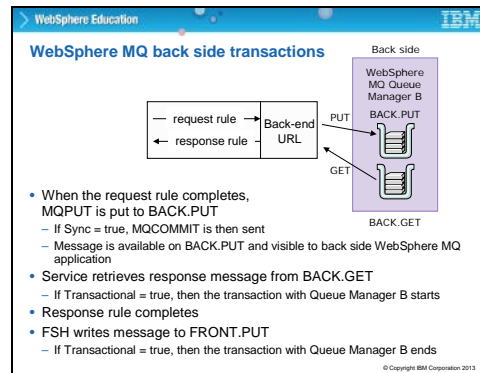 WebSphere Education
IBM
WebSphere MQ back side transactions
Back side
WebSphere
MQ Queue
Manager B
BACK.PUT
request rule
response rule
Back-end
URL
PUT
GET
BACK.GET
• When the request rule completes,
MQPUT is put to BACK.PUT
– If Sync = true, MQCOMMIT is then sent
– Message is available on BACK.PUT and visible to back side WebSphere MQ
application
• Service retrieves response message from BACK.GET
– If Transactional = true, then the transaction with Queue Manager B starts
• Response rule completes
• FSH writes message to FRONT.PUT
– If Transactional = true, then the transaction with Queue Manager B ends
© Copyright IBM Corporation 2013